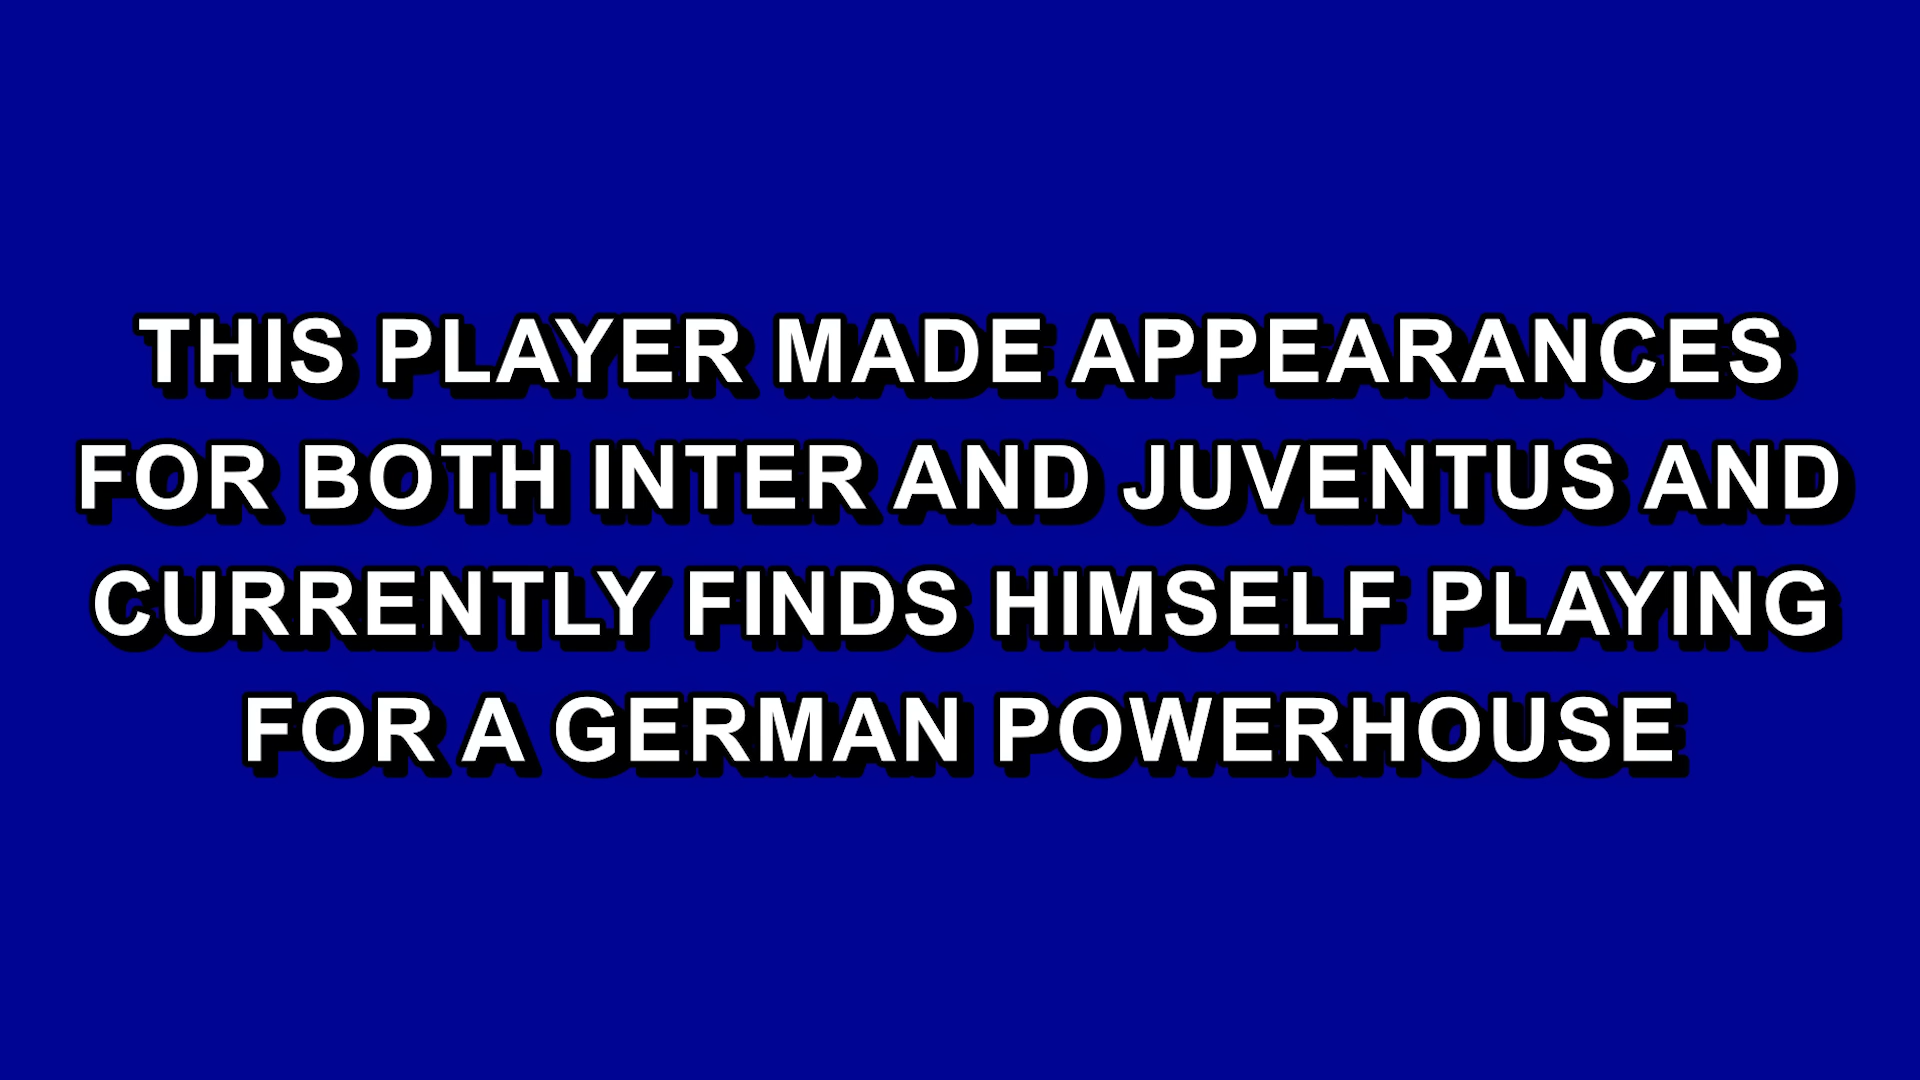 THIS PLAYER MADE APPEARANCES
FOR BOTH INTER AND JUVENTUS AND
CURRENTLY FINDS HIMSELF PLAYING
FOR A GERMAN POWERHOUSE